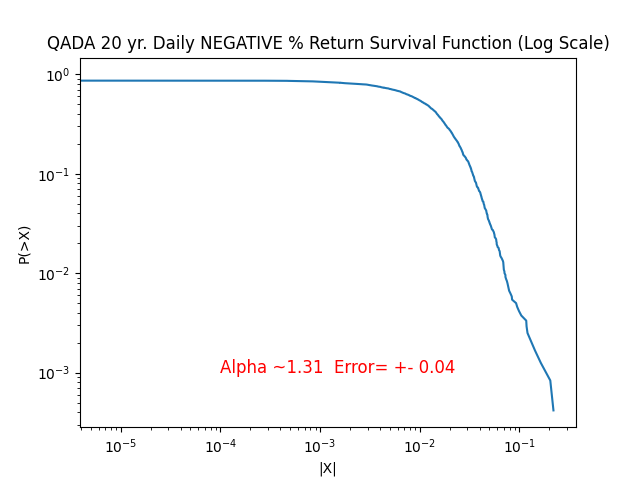 QADA 20 yr. Daily NEGATIVE % Return Survival Function (Log Scale)
10⁰
10⁻¹
10⁻²
10⁻³
P(>X)
Alpha ~1.31  Error= +- 0.04
10⁻⁵ 10⁻⁴ 10⁻³ 10⁻² 10⁻¹
|X|